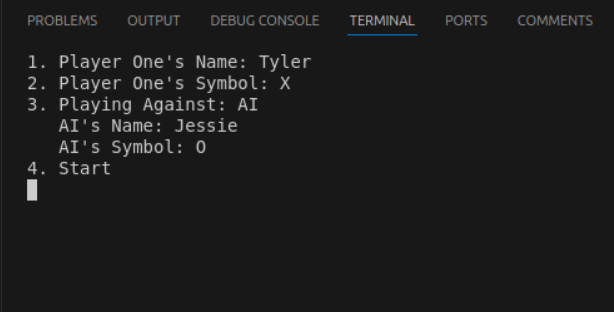 PROBLEMS OUTPUT DEBUG CONSOLE TERMINAL PORTS COMMENTS
1. Player One's Name: Tyler
2. Player One's Symbol: X
3. Playing Against: AI
   AI's Name: Jessie
   AI's Symbol: O
4. Start